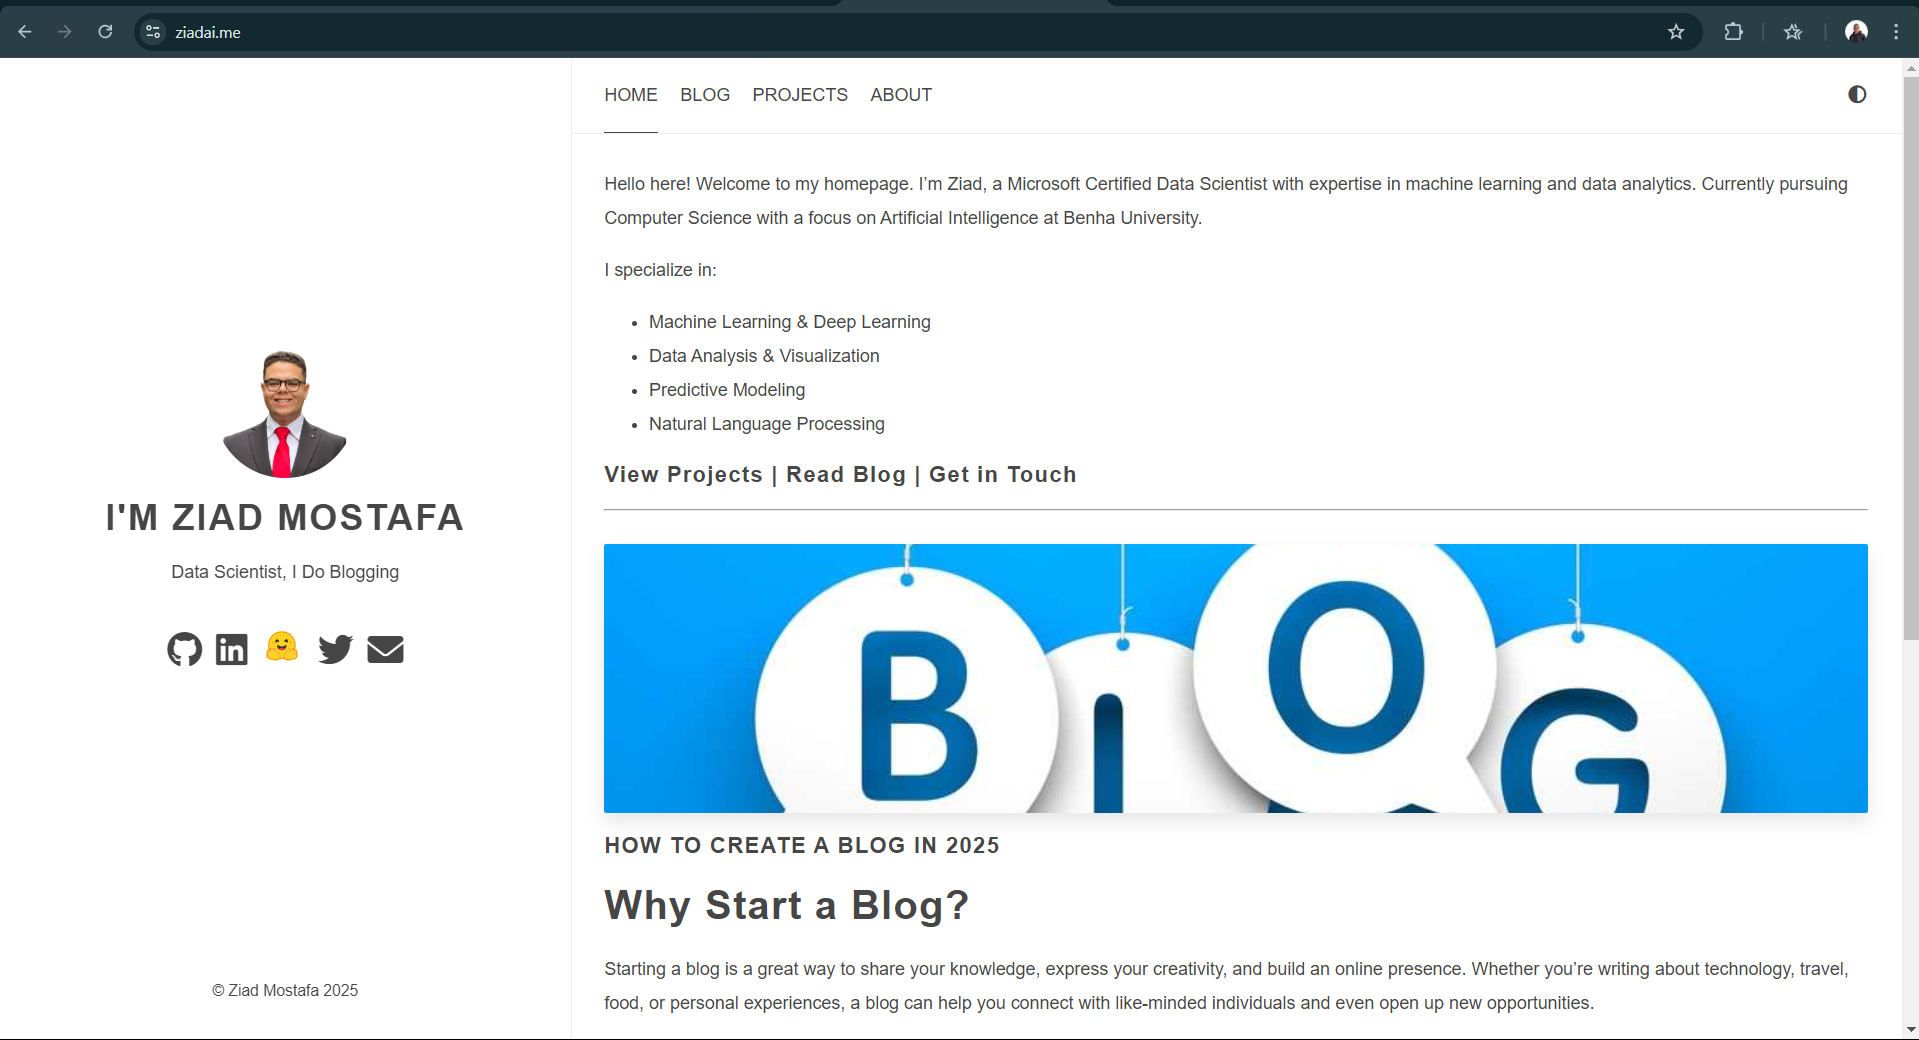 ziadai.me
HOME BLOG PROJECTS ABOUT
Hello here! Welcome to my homepage. I’m Ziad, a Microsoft Certified Data Scientist with expertise in machine learning and data analytics. Currently pursuing
Computer Science with a focus on Artificial Intelligence at Benha University.
I specialize in:
Machine Learning & Deep Learning
Data Analysis & Visualization
Predictive Modeling
Natural Language Processing
View Projects | Read Blog | Get in Touch
I'M ZIAD MOSTAFA
Data Scientist, I Do Blogging
in
© Ziad Mostafa 2025
BLOG
HOW TO CREATE A BLOG IN 2025
Why Start a Blog?
Starting a blog is a great way to share your knowledge, express your creativity, and build an online presence. Whether you’re writing about technology, travel,
food, or personal experiences, a blog can help you connect with like-minded individuals and even open up new opportunities.